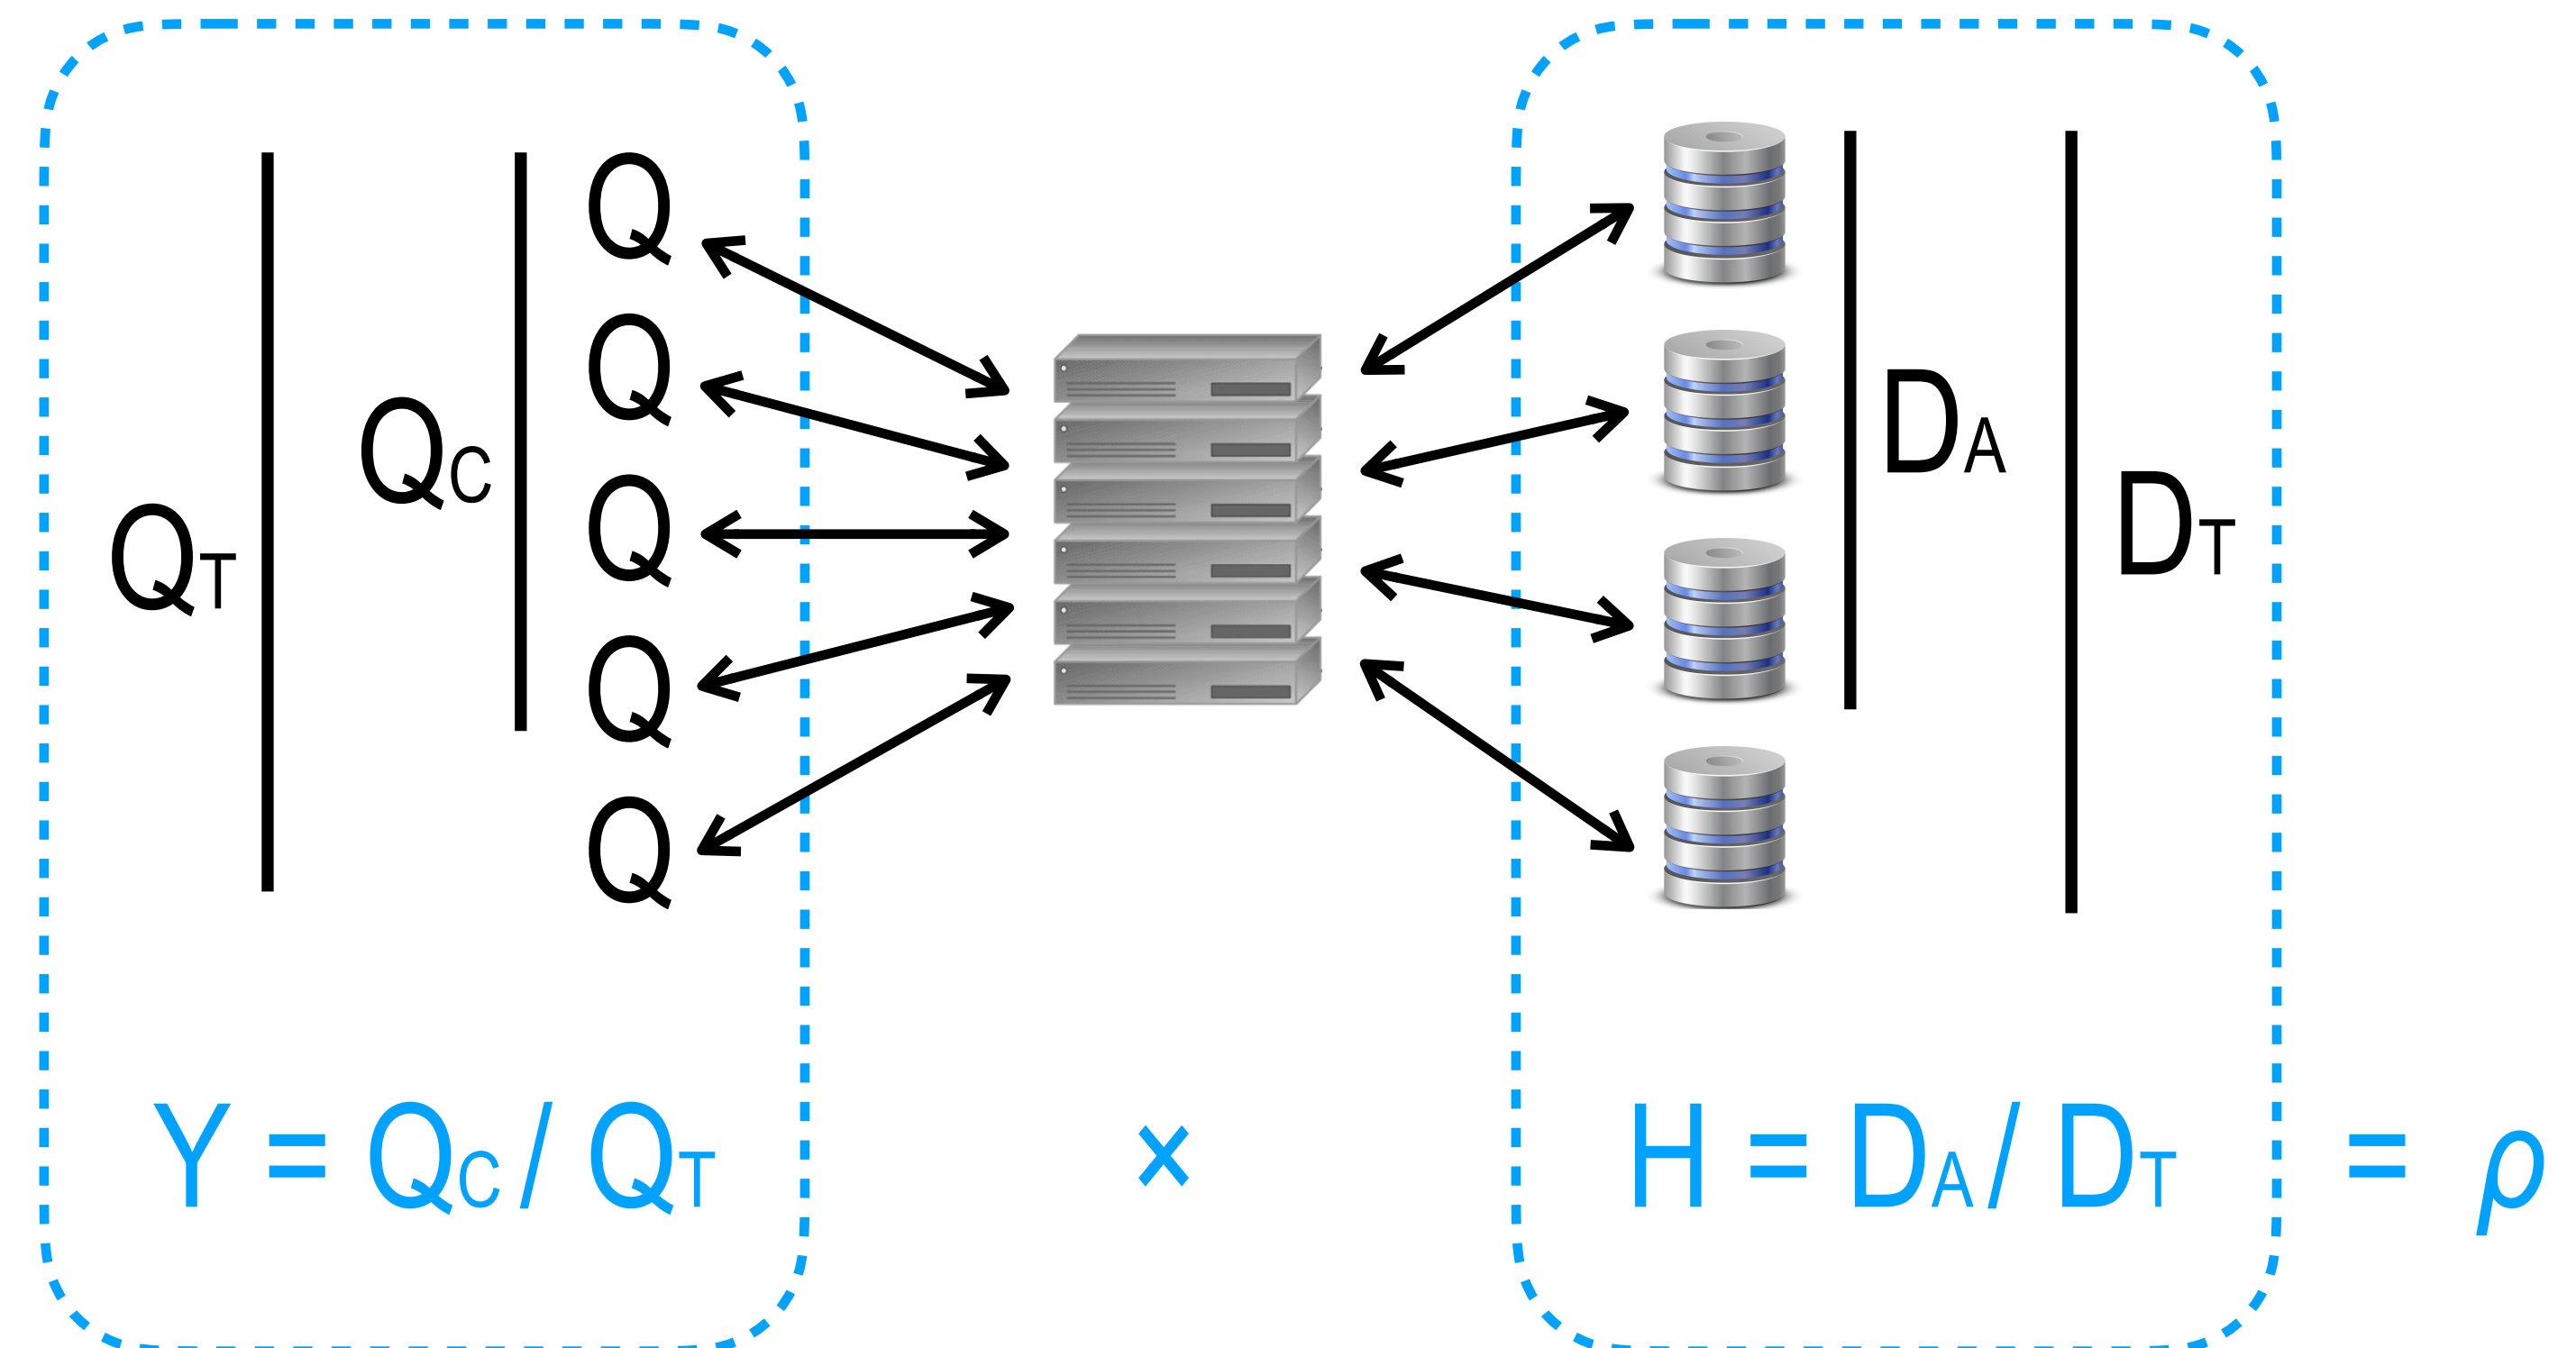 Q
Q
Q
Q
Q
QC
QT
DA
DT
Y = QC / QT × H = DA / DT = ρ